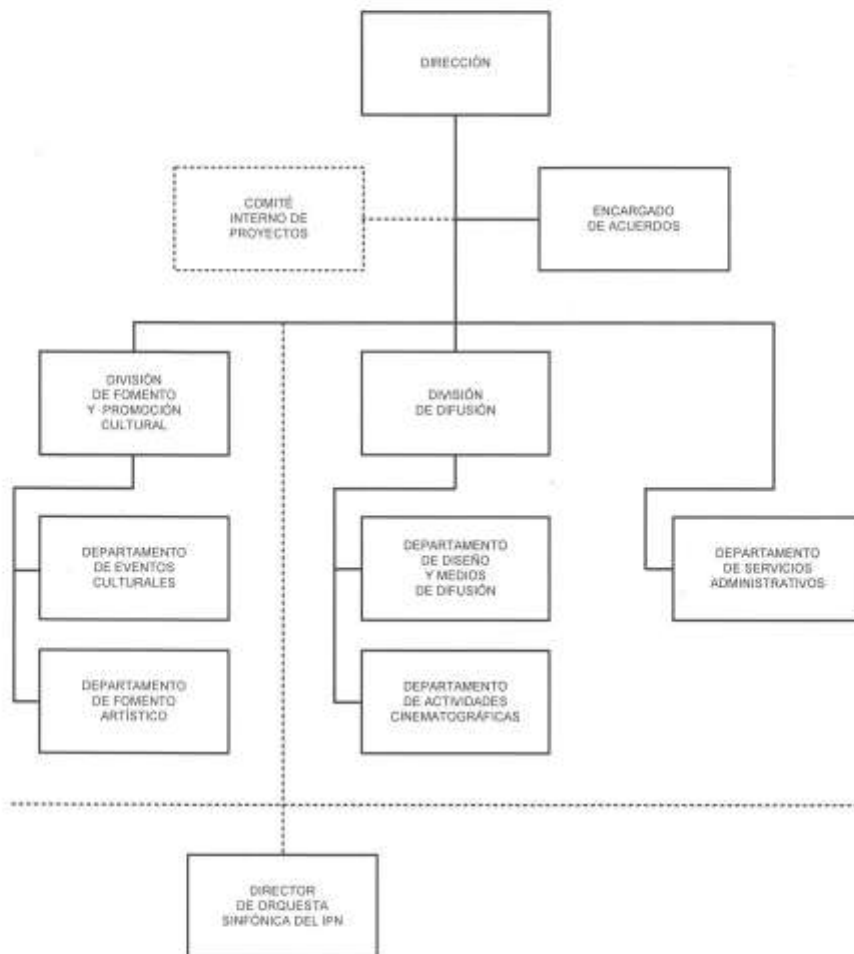 DIRECCIÓN
COMITÉ
INTERNO DE
PROYECTOS
ENCARGADO
DE ACUERDOS
DIVISIÓN
DE FOMENTO
Y PROMOCIÓN
CULTURAL
DIVISIÓN
DE DIFUSIÓN
DEPARTAMENTO
DE EVENTOS
CULTURALES
DEPARTAMENTO
DE DISEÑO
Y MEDIOS
DE DIFUSIÓN
DEPARTAMENTO
DE SERVICIOS
ADMINISTRATIVOS
DEPARTAMENTO
DE FOMENTO
ARTÍSTICO
DEPARTAMENTO
DE ACTIVIDADES
CINEMATOGRÁFICAS
DIRECTOR
DE ORQUESTA
SINFÓNICA DEL IPN